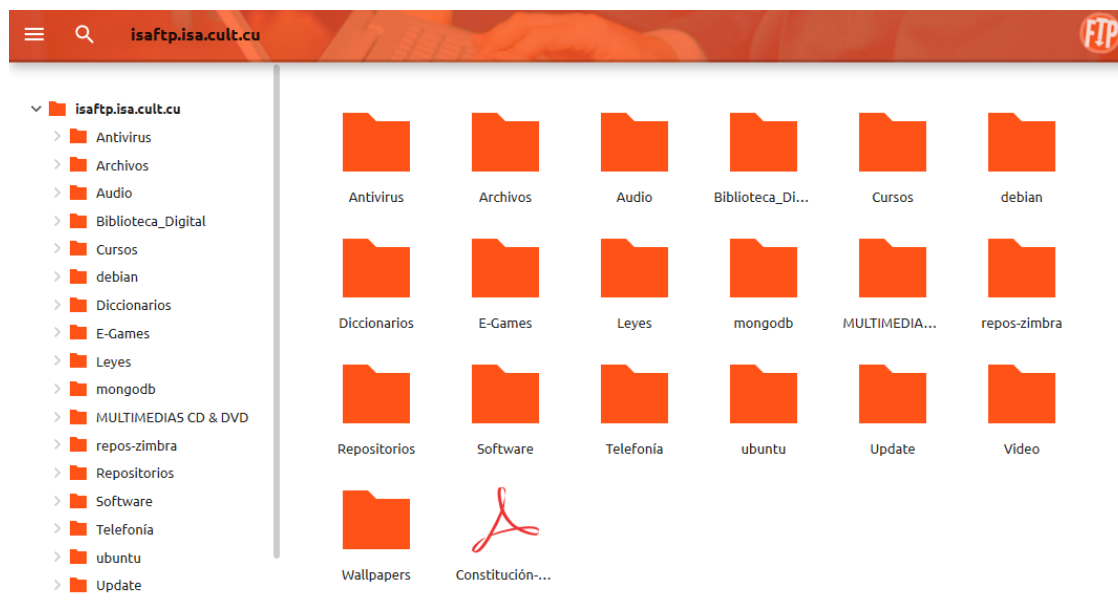 isaftp.isa.cult.cu
FTP
isaftp.isa.cult.cu
Antivirus
Archivos
Audio
Biblioteca_Digital
Cursos
debian
Diccionarios
E-Games
Leyes
mongodb
MULTIMEDIAS CD & DVD
repos-zimbra
Repositorios
Software
Telefonía
ubuntu
Update
Antivirus Archivos Audio Biblioteca_Di... Cursos debian
Diccionarios E-Games Leyes mongodb MULTIMEDIA... repos-zimbra
Repositorios Software Telefonía ubuntu Update Video
Wallpapers Constitución-...